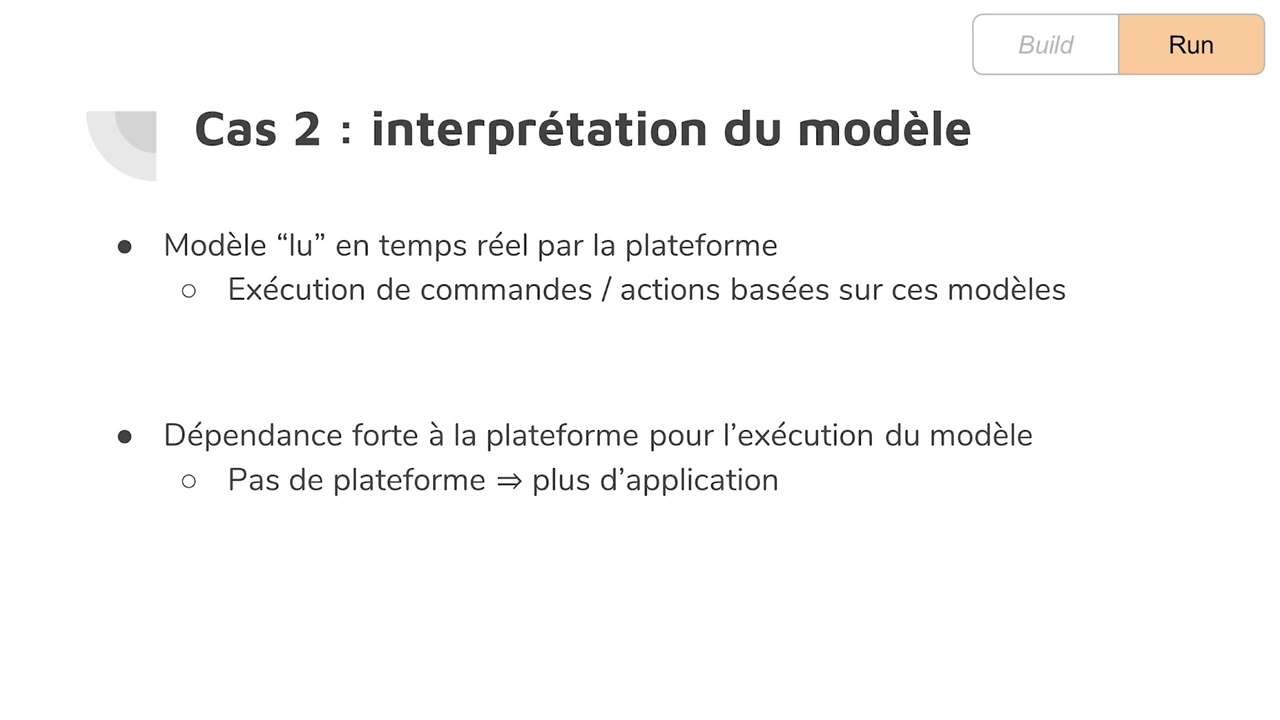 Build Run
Cas 2 : interprétation du modèle
● Modèle “lu” en temps réel par la plateforme
○ Exécution de commandes / actions basées sur ces modèles
● Dépendance forte à la plateforme pour l’exécution du modèle
○ Pas de plateforme ⇒ plus d’application